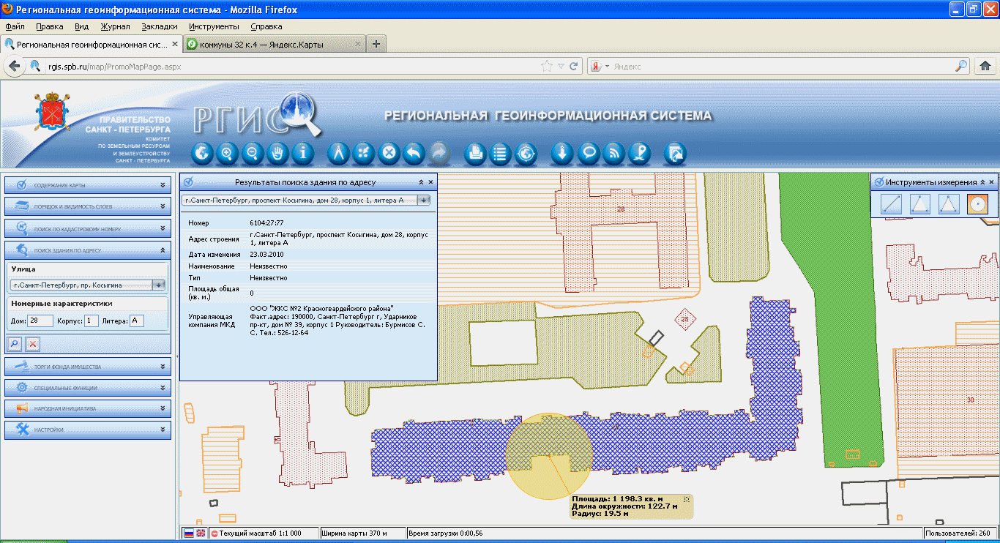 Региональная геоинформационная система - Mozilla Firefox
Файл Правка Вид Журнал Закладки Инструменты Справка
Региональная геоинформационная сис...
коммуны 32 к.4 — Яндекс.Карты
rgis.spb.ru/map/PromoMapPage.aspx
Яндекс
ПРАВИТЕЛЬСТВО
САНКТ - ПЕТЕРБУРГА
КОМИТЕТ
ПО ЗЕМЕЛЬНЫМ РЕСУРСАМ
И ЗЕМЛЕУСТРОЙСТВУ
САНКТ - ПЕТЕРБУРГА
РГИС
РЕГИОНАЛЬНАЯ ГЕОИНФОРМАЦИОННАЯ СИСТЕМА
СОДЕРЖАНИЕ КАРТЫ
ПОРЯДОК И ВИДИМОСТЬ СЛОЕВ
ПОИСК ПО КАДАСТРОВОМУ НОМЕРУ
ПОИСК ЗДАНИЯ ПО АДРЕСУ
Улица
г.Санкт-Петербург, пр. Косыгина
Номерные характеристики
Дом: 28 Корпус: 1 Литера: А
ТОРГИ ФОНДА ИМУЩЕСТВА
СПЕЦИАЛЬНЫЕ ФУНКЦИИ
НАРОДНАЯ ИНИЦИАТИВА
НАСТРОЙКИ
Результаты поиска здания по адресу
г.Санкт-Петербург, проспект Косыгина, дом 28, корпус 1, литера А
Номер 6104:27:77
Адрес строения г.Санкт-Петербург, проспект Косыгина, дом 28, корпус
1, литера А
Дата изменения 23.03.2010
Наименование Неизвестно
Тип Неизвестно
Площадь общая
(кв. м.) 0
Управляющая
компания МКД
ООО "ЖКС №2 Красногвардейского района"
Факт.адрес: 190000, Санкт-Петербург г, Ударников
пр-кт, дом № 39, корпус 1 Руководитель: Бурмисов С.
С. Тел.: 526-12-64
Инструменты измерения
28
28
30
Площадь: 1 198.3 кв. м
Длина окружности: 122.7 м
Радиус: 19.5 м
Текущий масштаб 1:1 000
Ширина карты 370 м
Время загрузки 0:00,56
Пользователей: 260